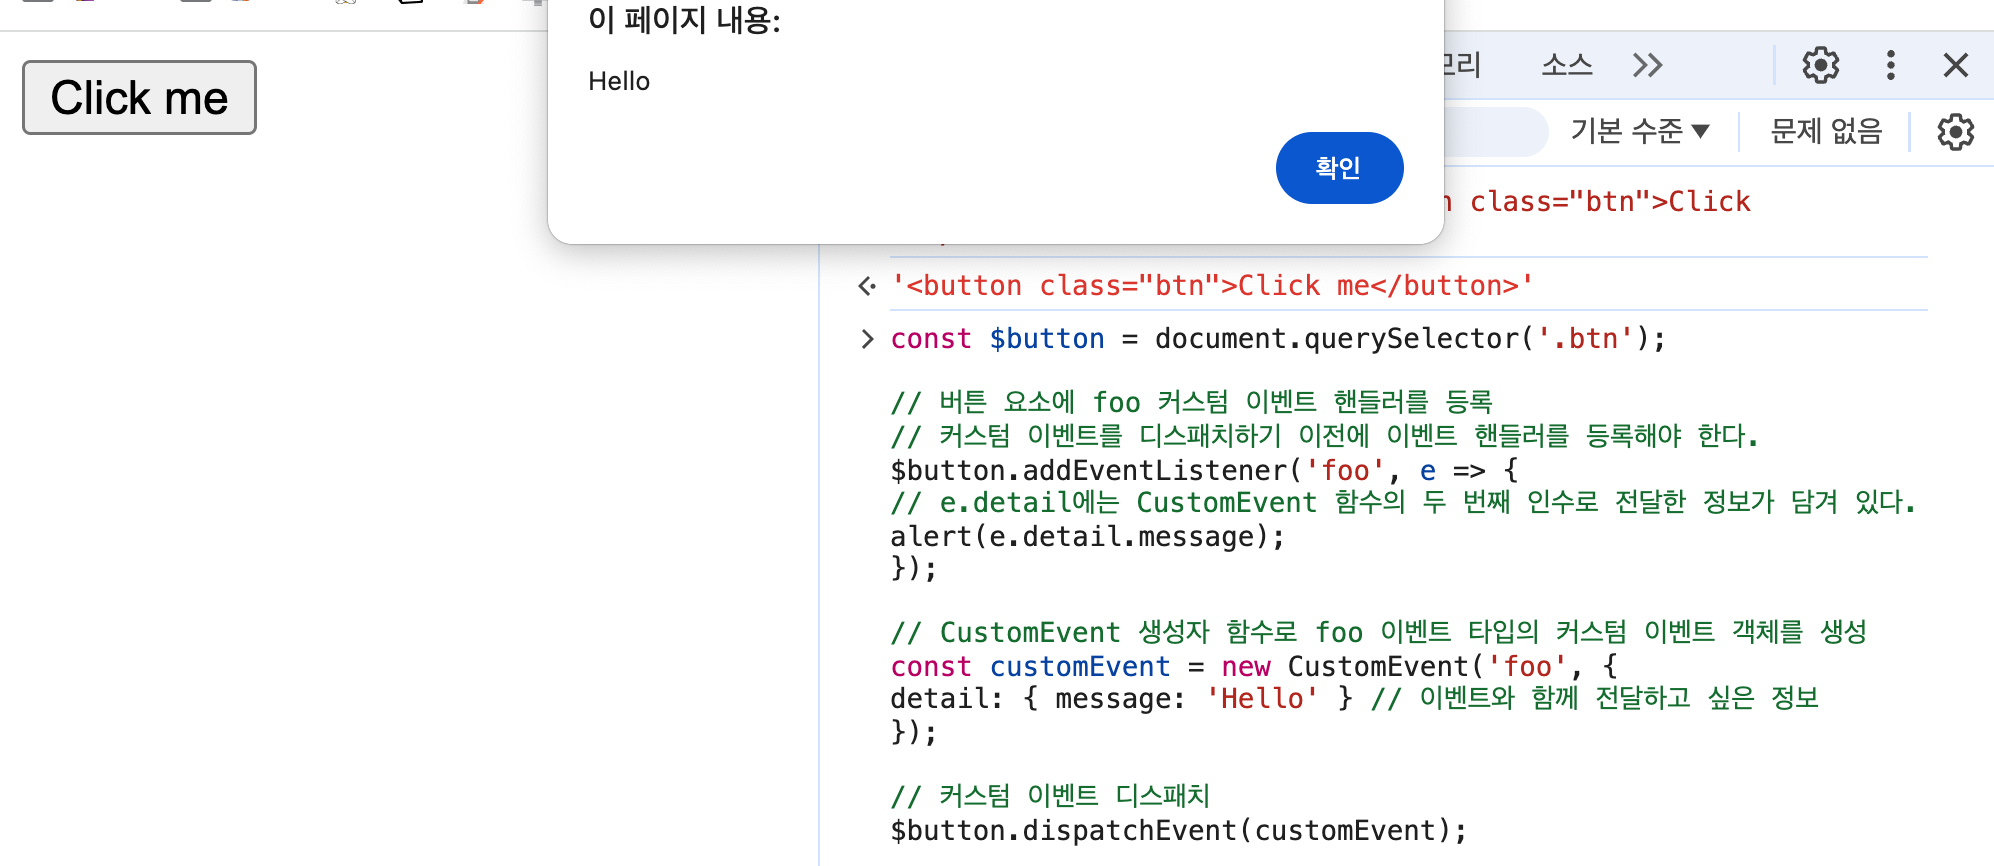 이 페이지 내용:
Hello
확인
Click me
소스
기본 수준
문제 없음
class="btn">Click
'<button class="btn">Click me</button>'
const $button = document.querySelector('.btn');
// 버튼 요소에 foo 커스텀 이벤트 핸들러를 등록
// 커스텀 이벤트를 디스패치하기 이전에 이벤트 핸들러를 등록해야 한다.
$button.addEventListener('foo', e => {
// e.detail에는 CustomEvent 함수의 두 번째 인수로 전달한 정보가 담겨 있다.
alert(e.detail.message);
});
// CustomEvent 생성자 함수로 foo 이벤트 타입의 커스텀 이벤트 객체를 생성
const customEvent = new CustomEvent('foo', {
detail: { message: 'Hello' } // 이벤트와 함께 전달하고 싶은 정보
});
// 커스텀 이벤트 디스패치
$button.dispatchEvent(customEvent);